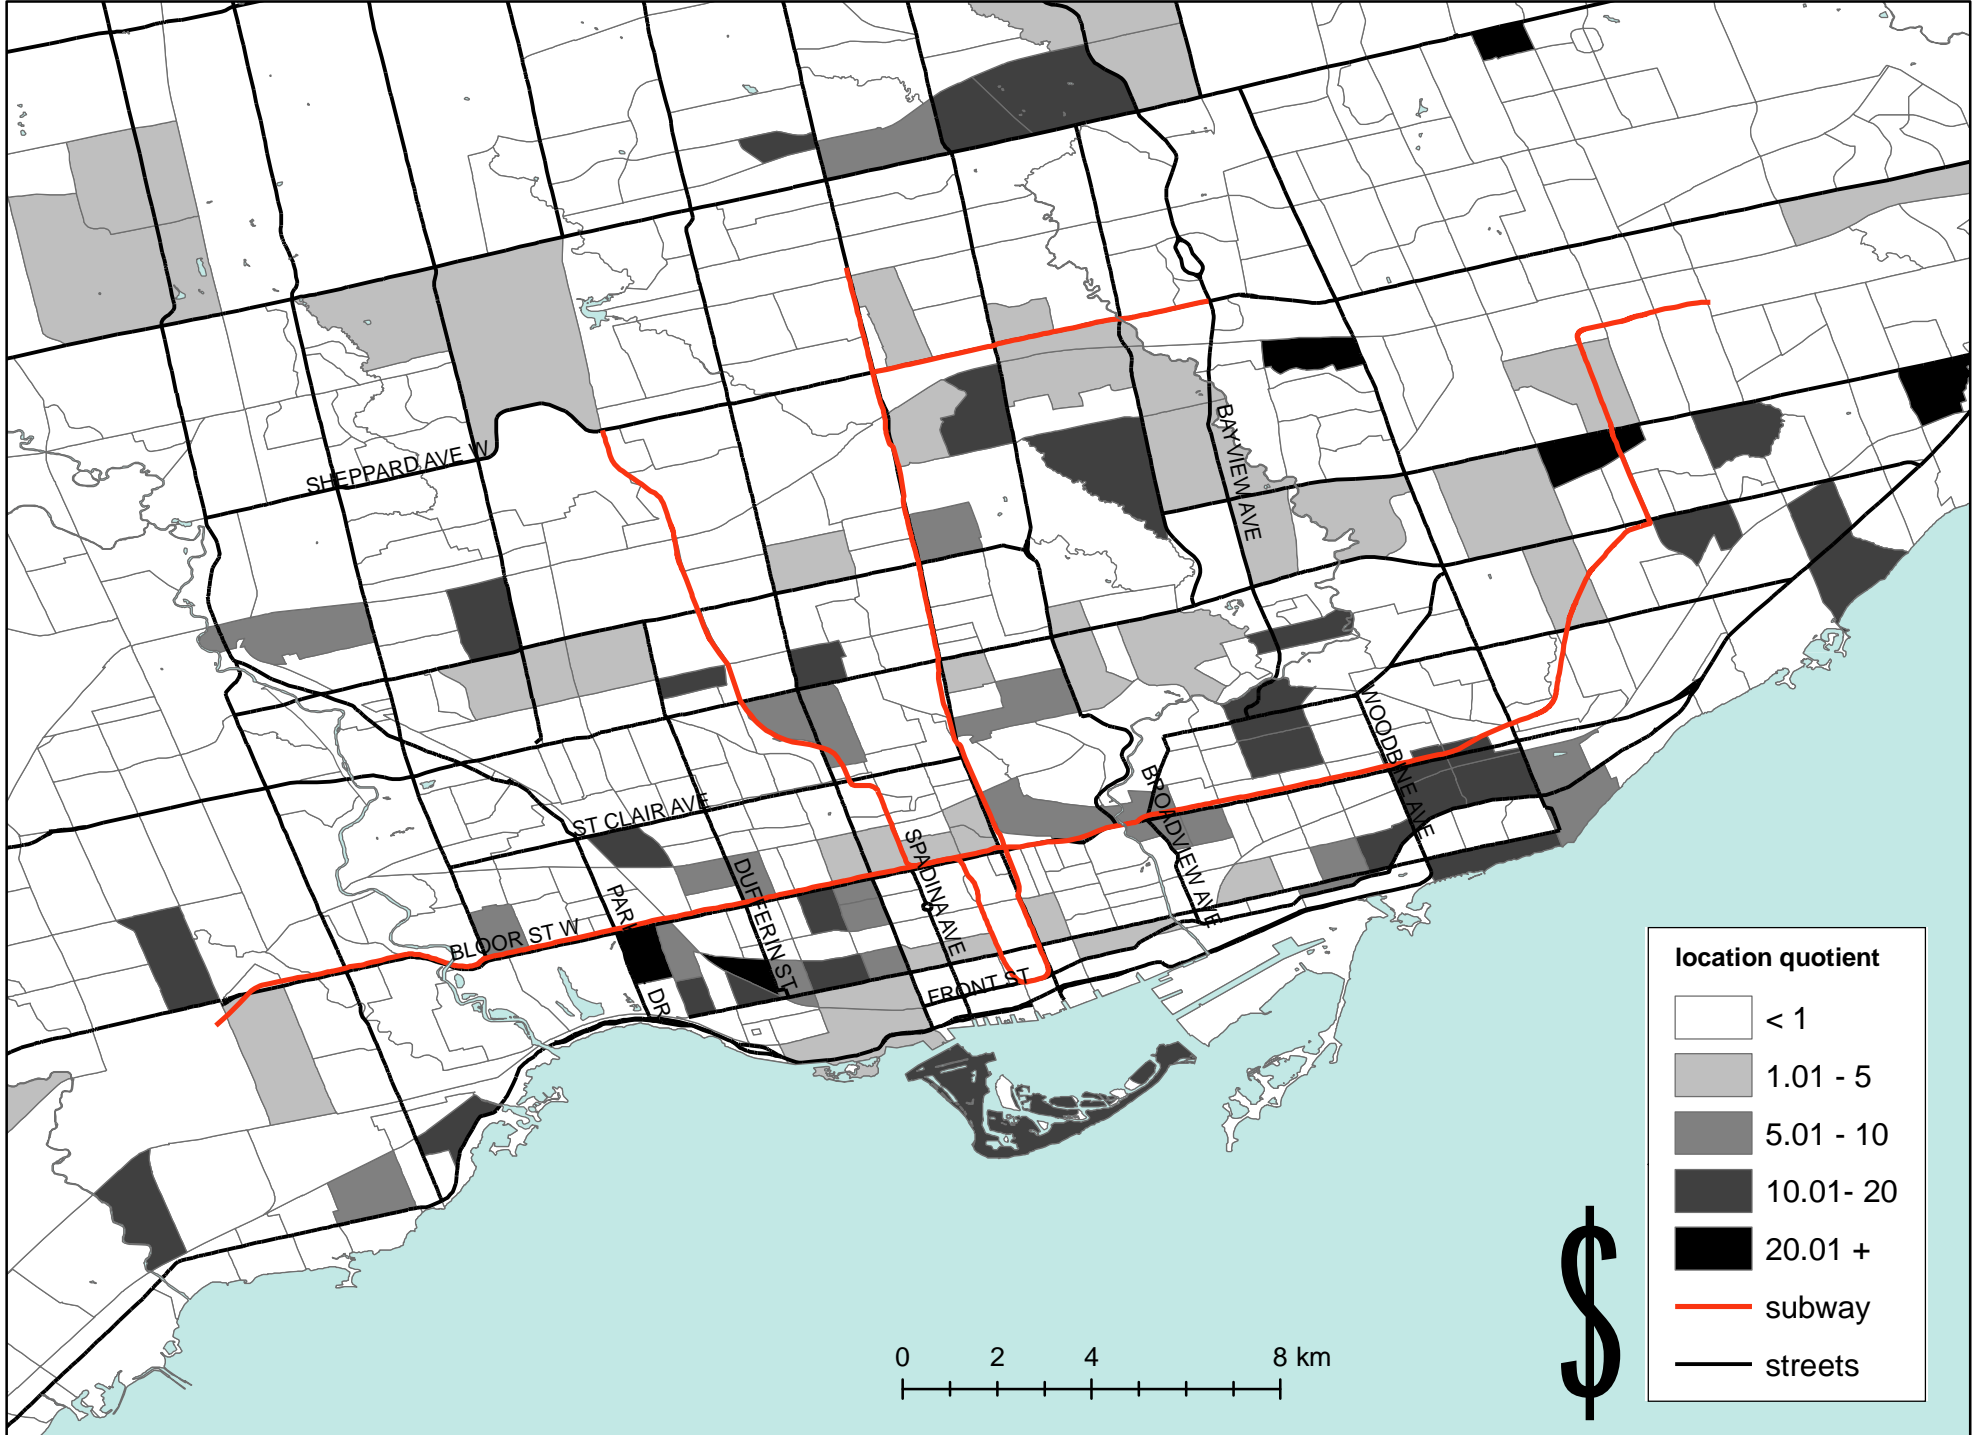 SHEPPARD AVE W
BAYVIEW AVE
WOODBINE AVE
BROADVIEW AVE
ST CLAIR AVE
SPADINA AVE
DUFFERIN ST
PARK DR
BLOOR ST W
FRONT ST
location quotient
< 1
1.01 - 5
5.01 - 10
10.01- 20
20.01 +
subway
streets
0 2 4 8 km
$